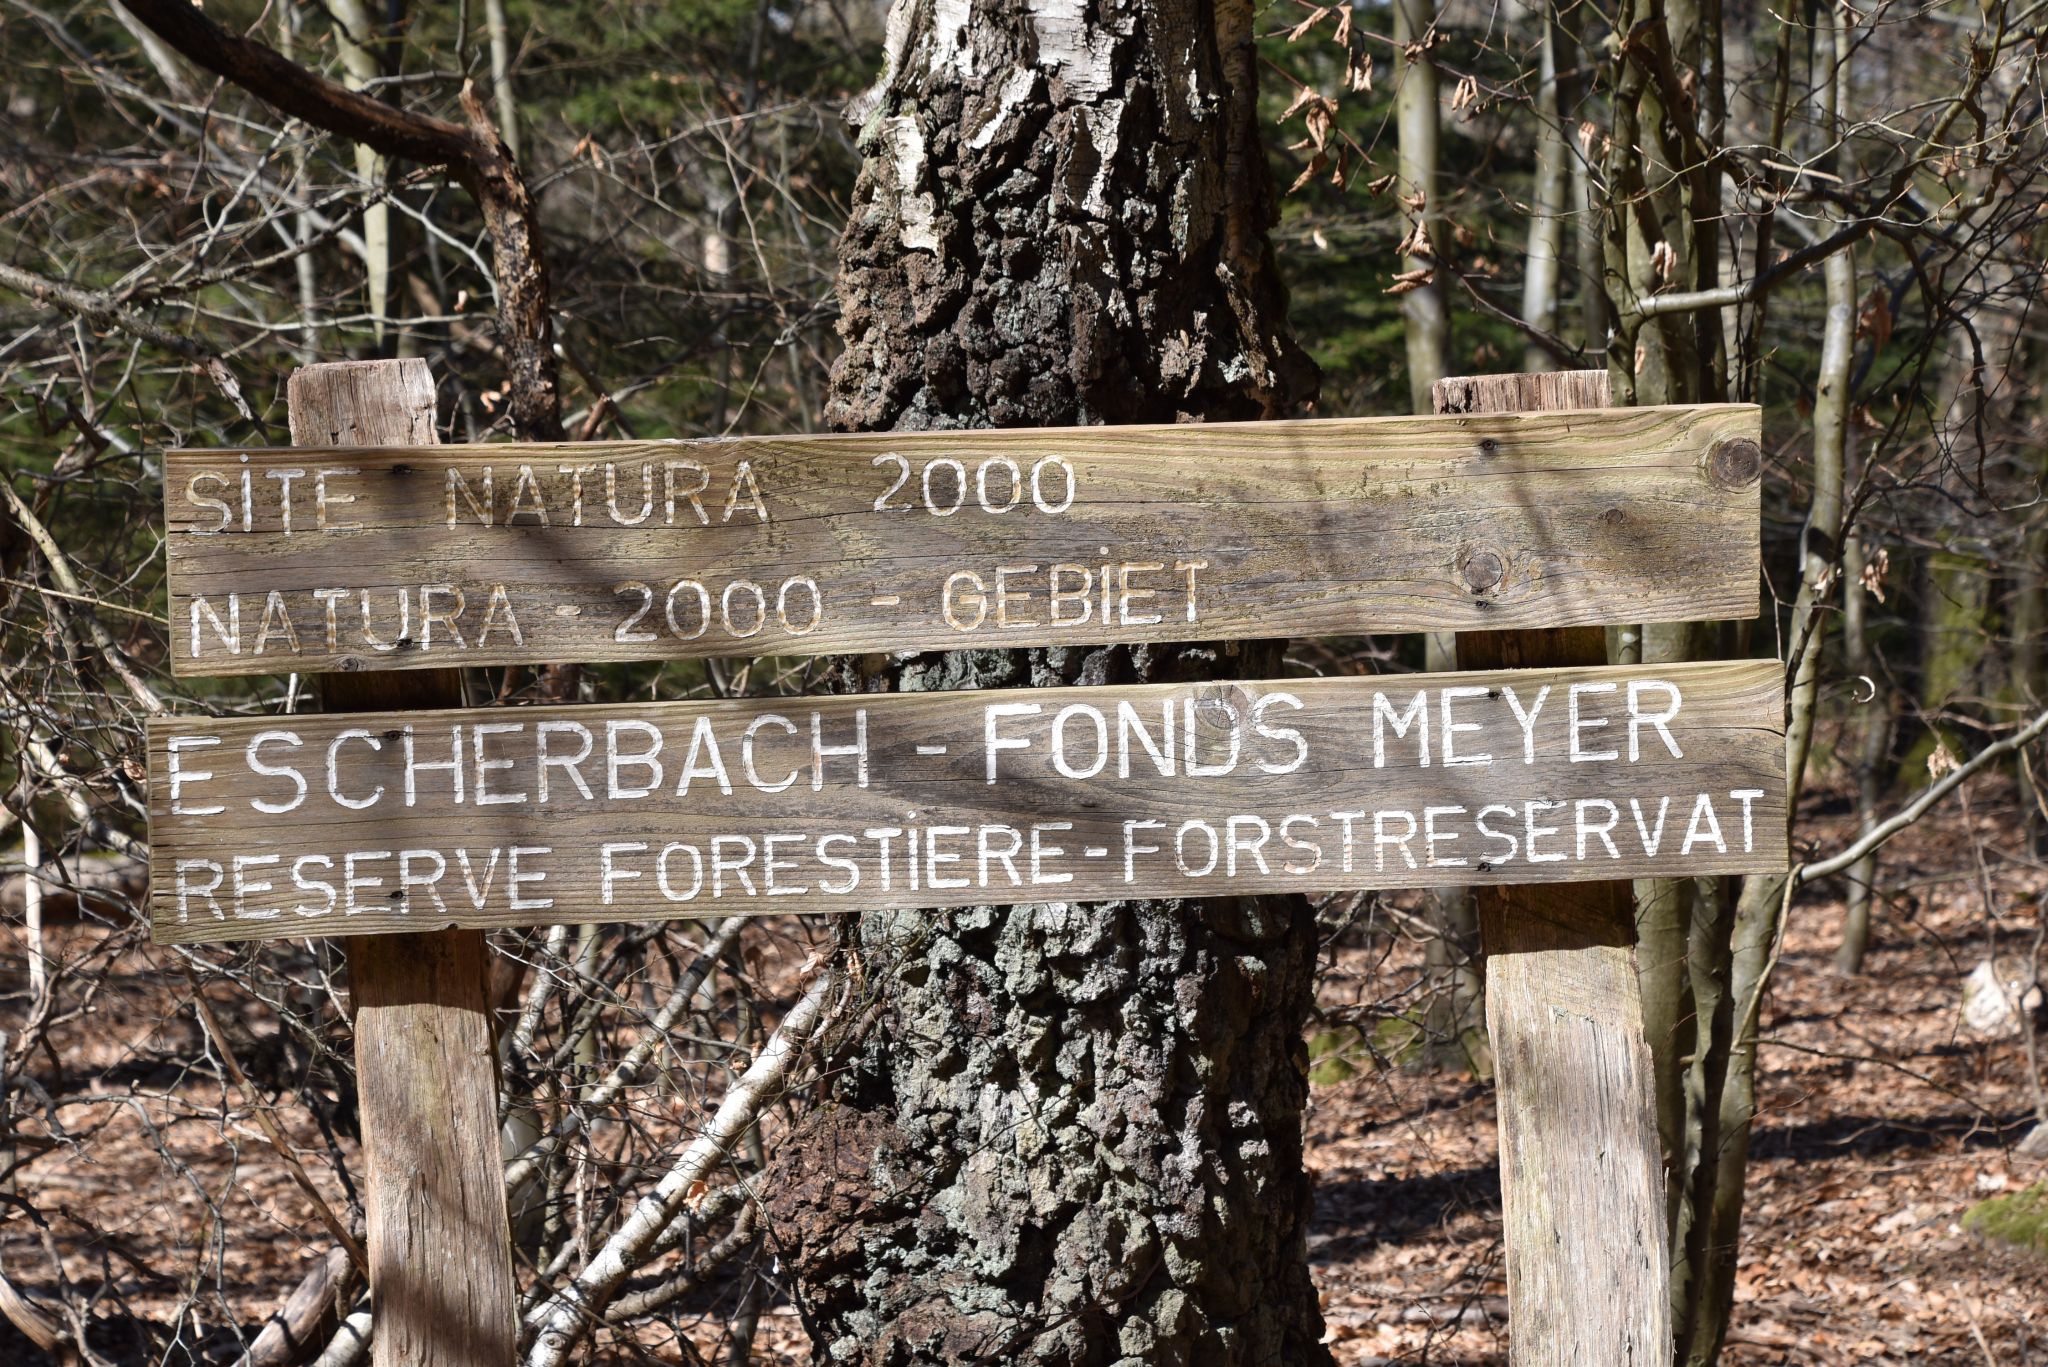 SiTE NATURA 2000
NATURA - 2000 - GEBIET
ESCHERBACH - FONDS MEYER
RESERVE FORESTiERE-FORSTRESERVAT